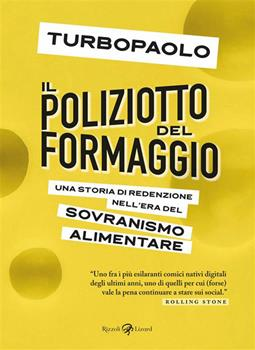 TURBOPAOLO
IL
POLIZIOTTO
DEL
FORMAGGIO
UNA STORIA DI REDENZIONE
NELL'ERA DEL
SOVRANISMO
ALIMENTARE
"Uno fra i più esilaranti comici nativi digitali
degli ultimi anni, uno di quelli per cui (forse)
vale la pena continuare a stare sui social."
ROLLING STONE
Rizzoli Lizard